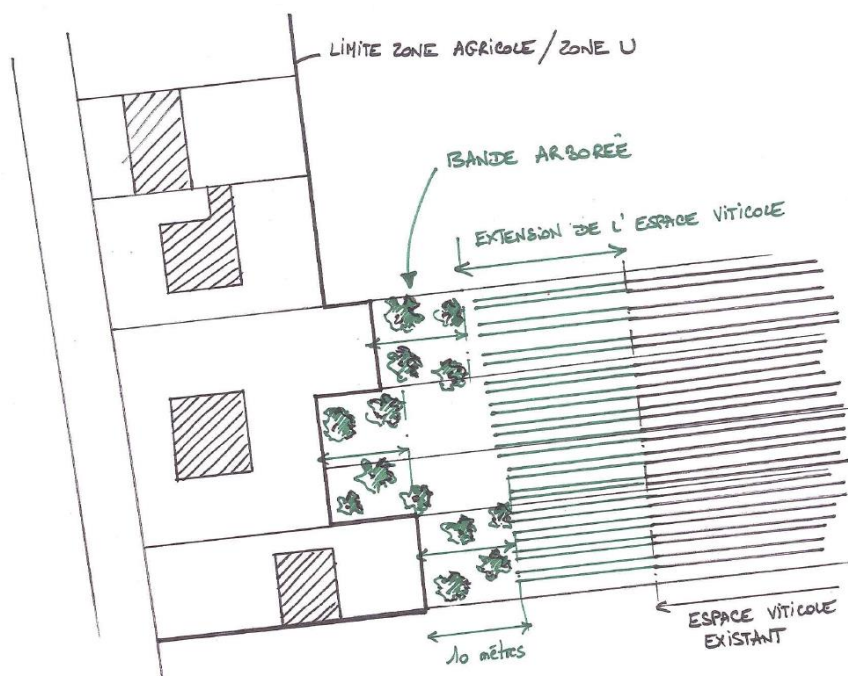 LIMITE ZONE AGRICOLE / ZONE U
BANDE ARBORÉE
EXTENSION DE L'ESPACE VITICOLE
10 mètres
ESPACE VITICOLE
EXISTANT